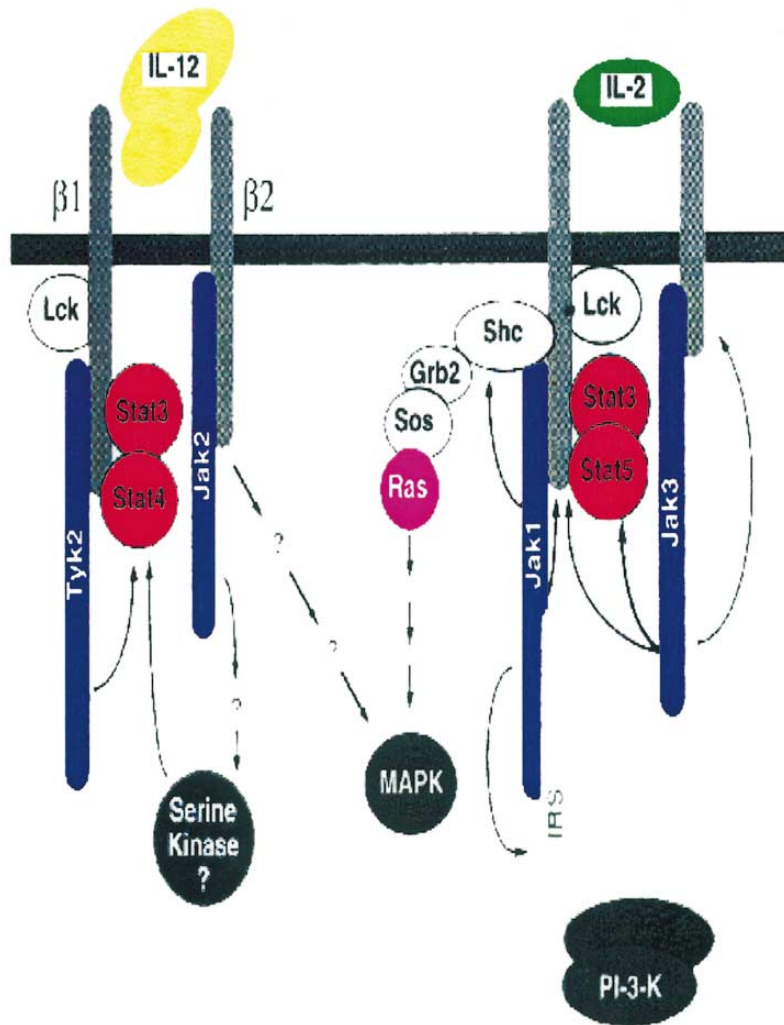 IL-12
IL-2
β1
β2
Lck
Lck
Shc
Grb2
Sos
Ras
Stat3
Stat4
Stat3
Stat5
Jak2
Tyk2
Jak1
Jak3
?
?
?
MAPK
Serine
Kinase
?
IRS
PI-3-K